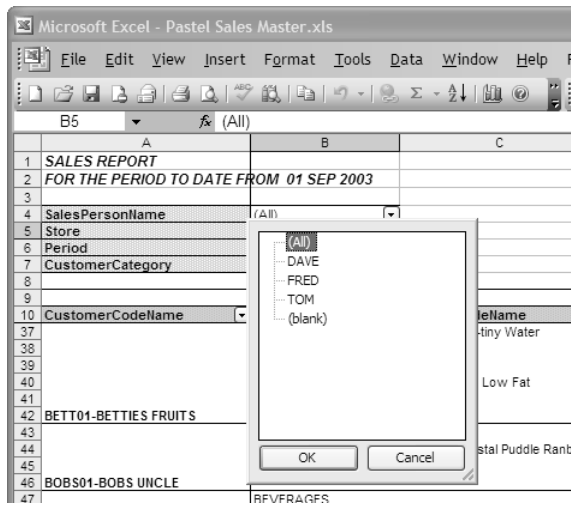 Microsoft Excel - Pastel Sales Master.xls
File Edit View Insert Format Tools Data Window Help
B5 fx (All)
A B C
1 SALES REPORT
2 FOR THE PERIOD TO DATE FROM 01 SEP 2003
3
4 SalesPersonName (All)
5 Store
6 Period
7 CustomerCategory
8
9
10 CustomerCodeName leName
(All)
DAVE
FRED
TOM
(blank)
OK Cancel
37 -tiny Water
38
39
40 Low Fat
41
42 BETT01-BETTIES FRUITS
43
44 stal Puddle Ranb
45
46 BOBS01-BOBS UNCLE
47 BEVERAGES